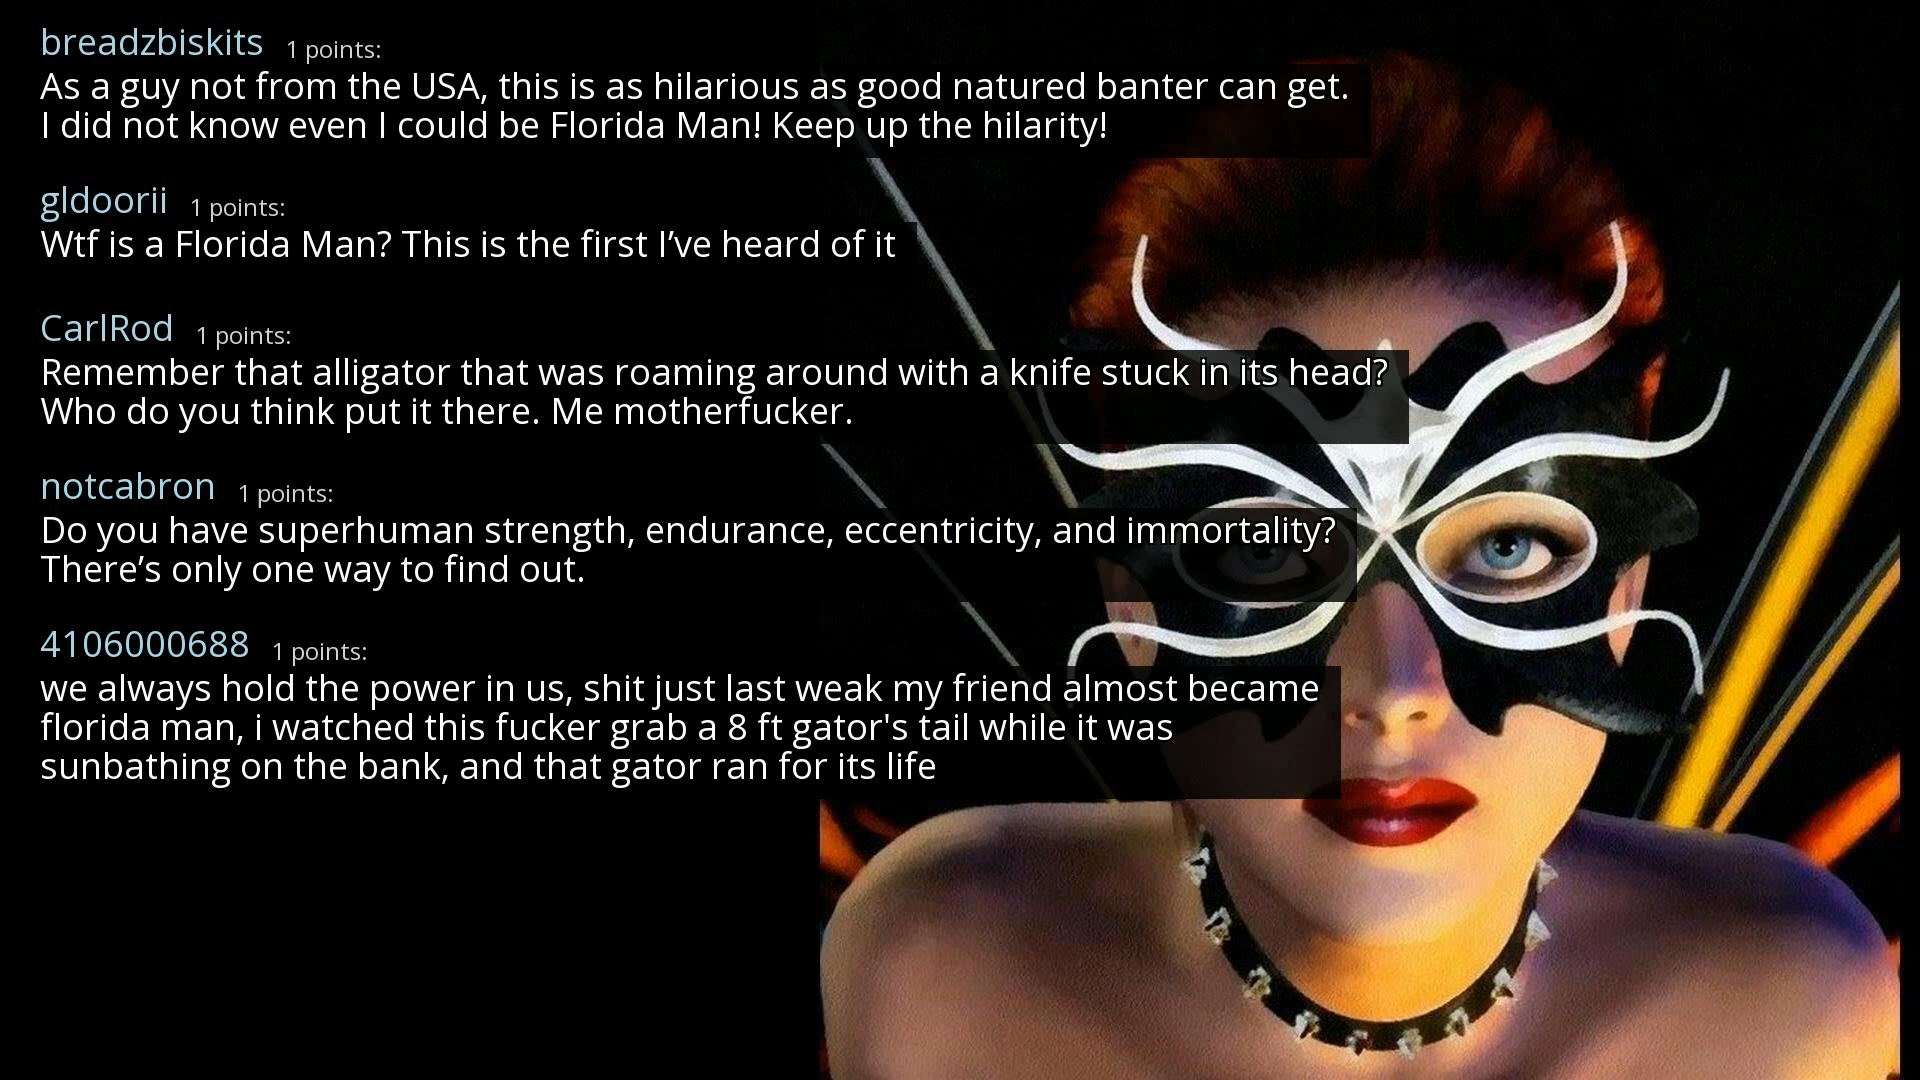 breadzbiskits 1 points:
As a guy not from the USA, this is as hilarious as good natured banter can get.
I did not know even I could be Florida Man! Keep up the hilarity!
gldoorii 1 points:
Wtf is a Florida Man? This is the first I’ve heard of it
CarlRod 1 points:
Remember that alligator that was roaming around with a knife stuck in its head?
Who do you think put it there. Me motherfucker.
notcabron 1 points:
Do you have superhuman strength, endurance, eccentricity, and immortality?
There’s only one way to find out.
4106000688 1 points:
we always hold the power in us, shit just last weak my friend almost became
florida man, i watched this fucker grab a 8 ft gator's tail while it was
sunbathing on the bank, and that gator ran for its life